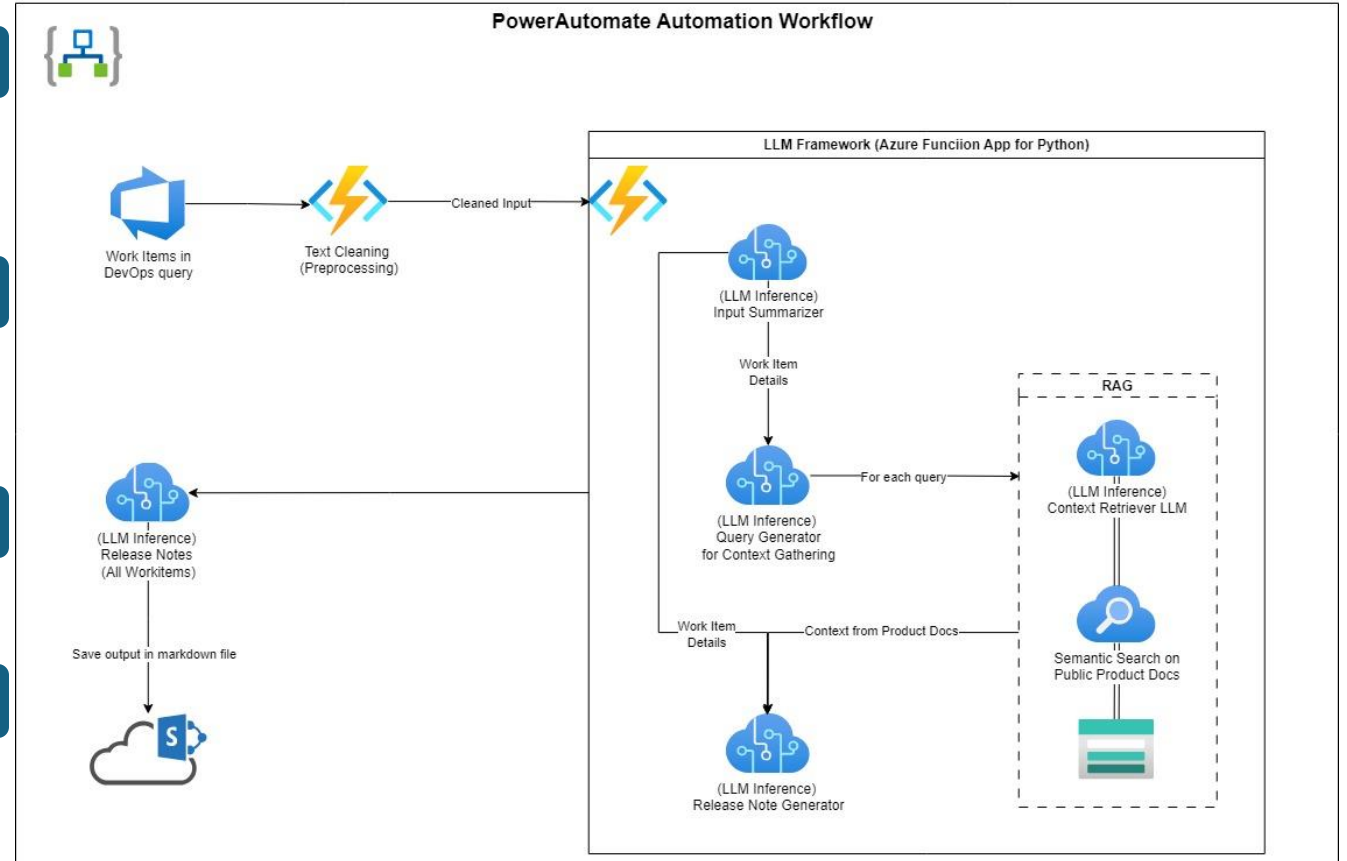 PowerAutomate Automation Workflow
LLM Framework (Azure Funciion App for Python)
Work Items in
DevOps query
Text Cleaning
(Preprocessing)
Cleaned Input
(LLM Inference)
Input Summarizer
Work Item
Details
RAG
(LLM Inference)
Query Generator
for Context Gathering
For each query
(LLM Inference)
Context Retriever LLM
(LLM Inference)
Release Notes
(All Workitems)
Work Item
Details
Context from Product Docs
Semantic Search on
Public Product Docs
Save output in markdown file
S
(LLM Inference)
Release Note Generator